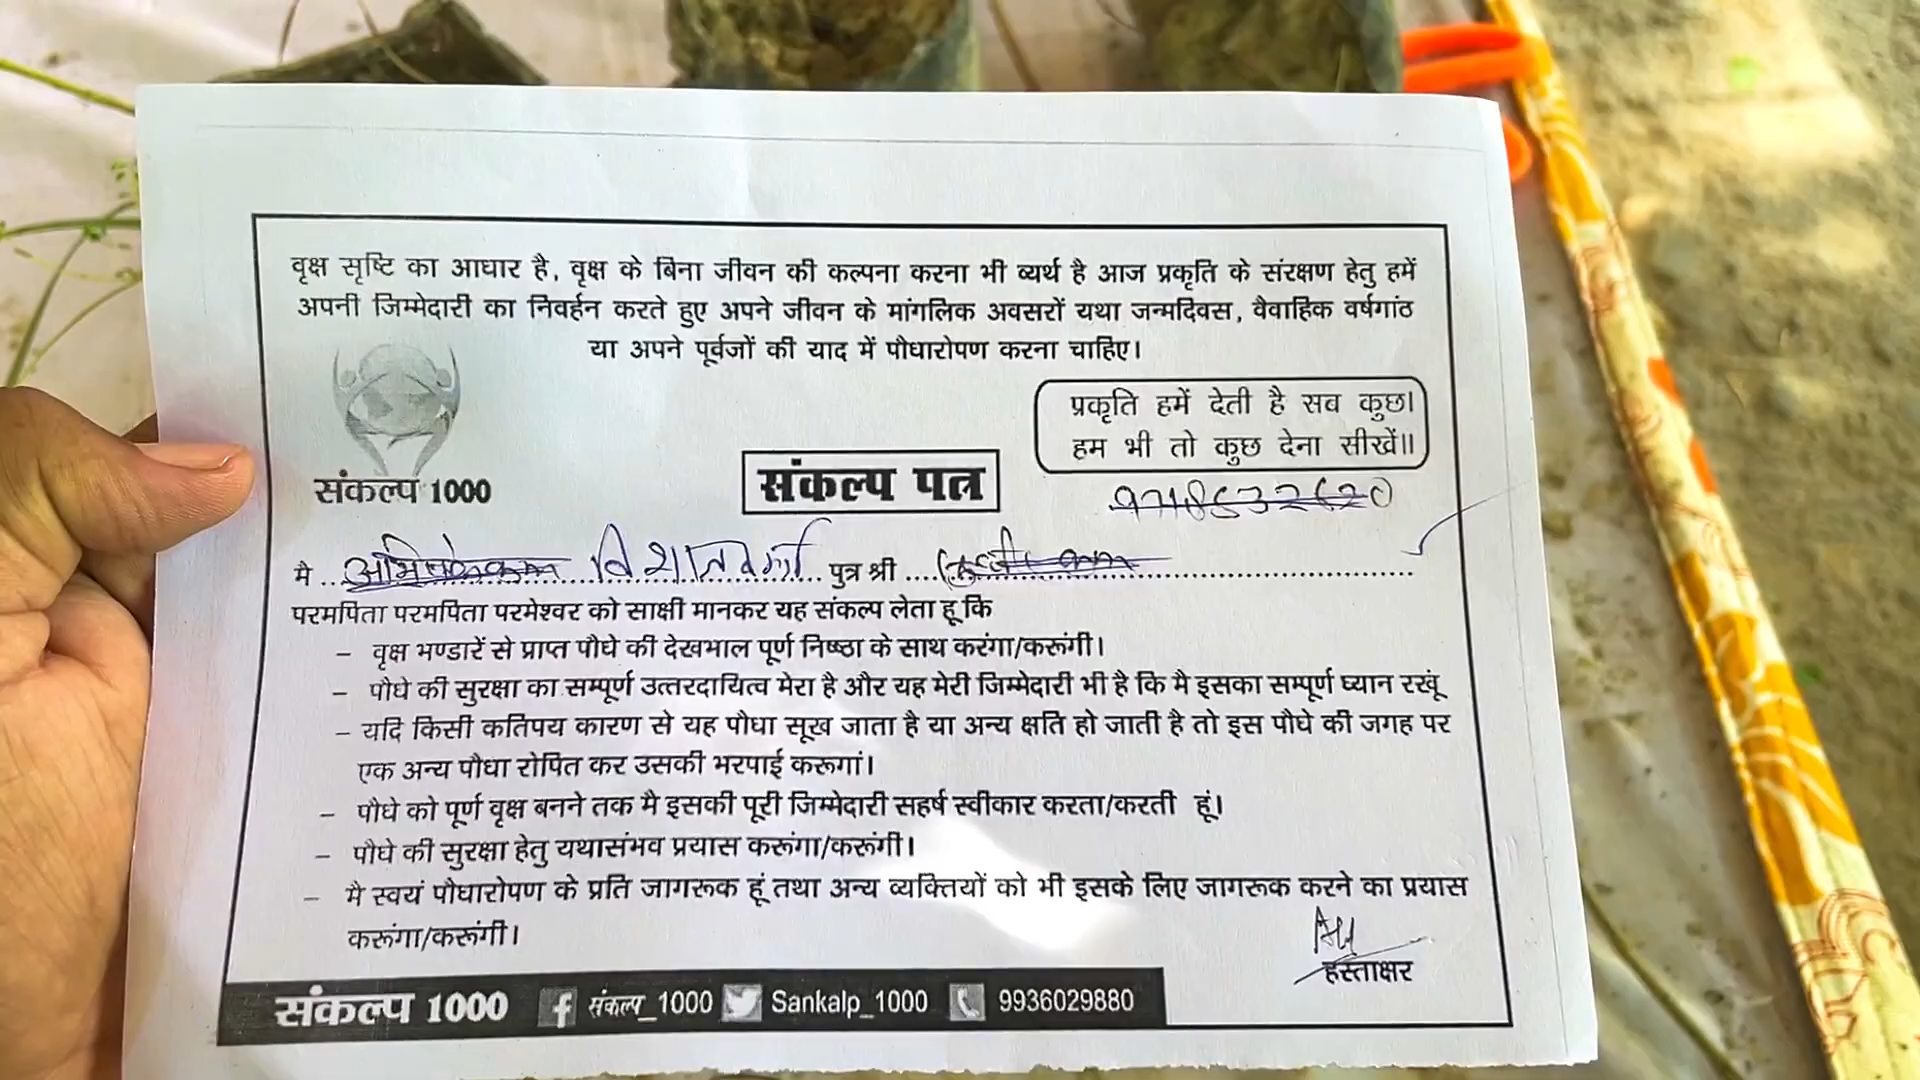 वृक्ष सृष्टि का आधार है, वृक्ष के बिना जीवन की कल्पना करना भी व्यर्थ है आज प्रकृति के संरक्षण हेतु हमें
अपनी जिम्मेदारी का निवर्हन करते हुए अपने जीवन के मांगलिक अवसरों यथा जन्मदिवस, वैवाहिक वर्षगांठ
या अपने पूर्वजों की याद में पौधारोपण करना चाहिए।
प्रकृति हमें देती है सब कुछ।
हम भी तो कुछ देना सीखें॥
संकल्प 1000
संकल्प पत्र
मै ........ पुत्र श्री ........
परमपिता परमपिता परमेश्वर को साक्षी मानकर यह संकल्प लेता हू कि
– वृक्ष भण्डारें से प्राप्त पौधे की देखभाल पूर्ण निष्ठा के साथ करंगा/करूंगी।
– पौधे की सुरक्षा का सम्पूर्ण उत्तरदायित्व मेरा है और यह मेरी जिम्मेदारी भी है कि मै इसका सम्पूर्ण ध्यान रखूं
– यदि किसी कतिपय कारण से यह पौधा सूख जाता है या अन्य क्षति हो जाती है तो इस पौधे की जगह पर
एक अन्य पौधा रोपित कर उसकी भरपाई करूगां।
– पौधे को पूर्ण वृक्ष बनने तक मै इसकी पूरी जिम्मेदारी सहर्ष स्वीकार करता/करती हूं।
– पौधे की सुरक्षा हेतु यथासंभव प्रयास करूंगा/करूंगी।
– मै स्वयं पौधारोपण के प्रति जागरूक हूं तथा अन्य व्यक्तियों को भी इसके लिए जागरूक करने का प्रयास
करूंगा/करूंगी।
हस्ताक्षर
संकल्प 1000 संकल्प_1000 Sankalp_1000 9936029880